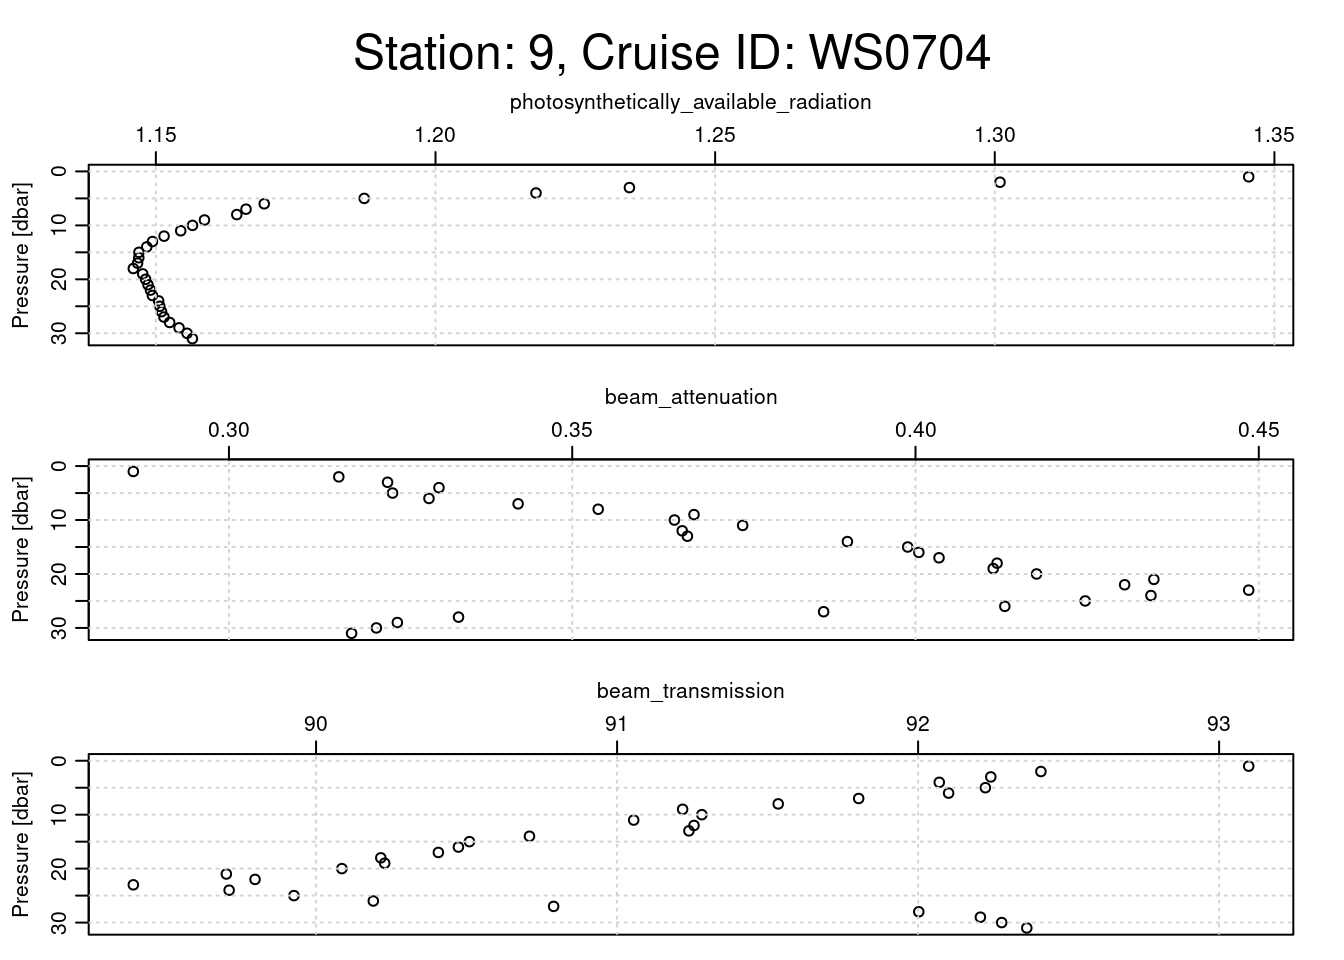 Station: 9, Cruise ID: WS0704
photosynthetically_available_radiation
1.15 1.20 1.25 1.30 1.35
Pressure [dbar]
0
10
20
30
beam_attenuation
0.30 0.35 0.40 0.45
Pressure [dbar]
0
10
20
30
beam_transmission
90 91 92 93
Pressure [dbar]
0
10
20
30